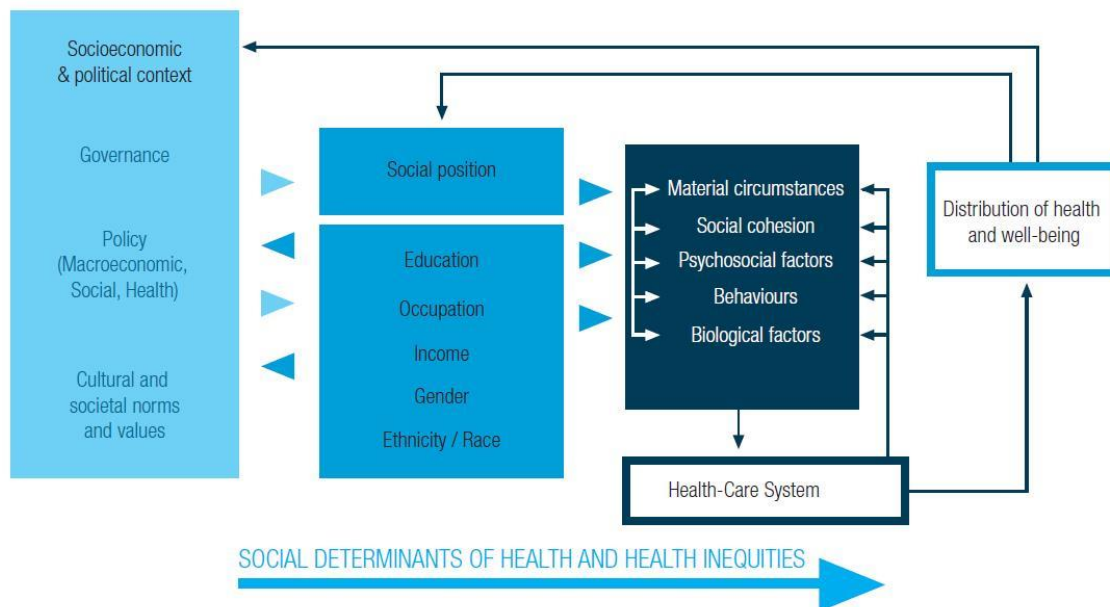 Socioeconomic
& political context
Governance
Policy
(Macroeconomic,
Social, Health)
Cultural and
societal norms
and values
Social position
Education
Occupation
Income
Gender
Ethnicity / Race
Material circumstances
Social cohesion
Psychosocial factors
Behaviours
Biological factors
Health-Care System
Distribution of health
and well-being
SOCIAL DETERMINANTS OF HEALTH AND HEALTH INEQUITIES